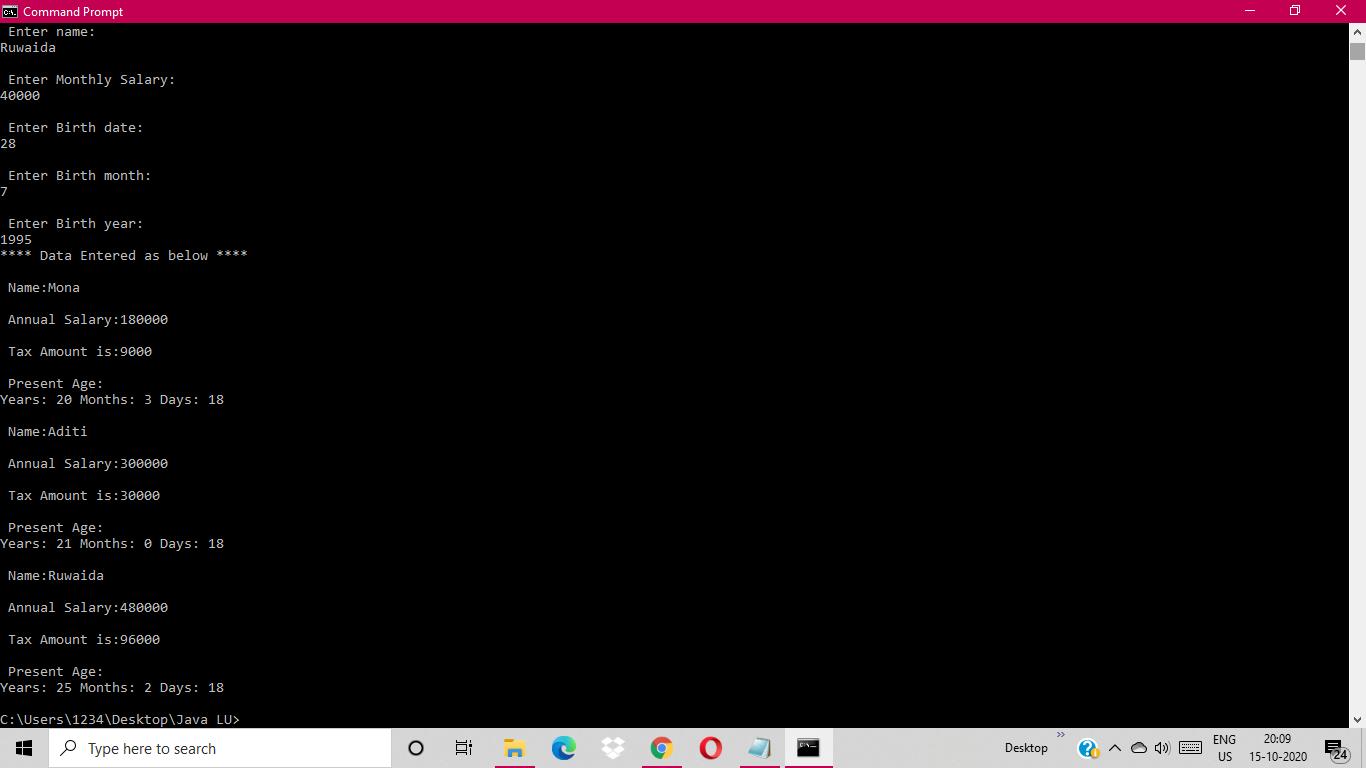 Command Prompt
Enter name:
Ruwaida
Enter Monthly Salary:
40000
Enter Birth date:
28
Enter Birth month:
7
Enter Birth year:
1995
**** Data Entered as below ****
Name:Mona
Annual Salary:180000
Tax Amount is:9000
Present Age:
Years: 20 Months: 3 Days: 18
Name:Aditi
Annual Salary:300000
Tax Amount is:30000
Present Age:
Years: 21 Months: 0 Days: 18
Name:Ruwaida
Annual Salary:480000
Tax Amount is:96000
Present Age:
Years: 25 Months: 2 Days: 18
C:\Users\1234\Desktop\Java LU>
Type here to search
Desktop
ENG
US
20:09
15-10-2020
24